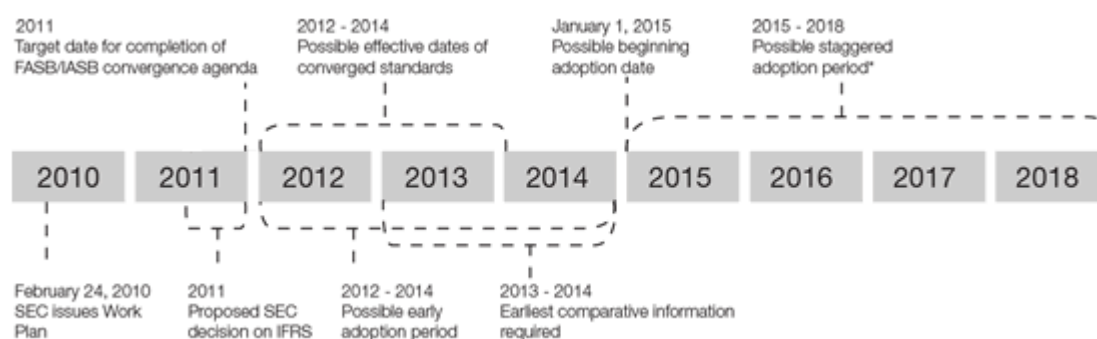 2011
Target date for completion of
FASB/IASB convergence agenda
2012 - 2014
Possible effective dates of
converged standards
January 1, 2015
Possible beginning
adoption date
2015 - 2018
Possible staggered
adoption period*
2010
2011
2012
2013
2014
2015
2016
2017
2018
February 24, 2010
SEC issues Work
Plan
2011
Proposed SEC
decision on IFRS
2012 - 2014
Possible early
adoption period
2013 - 2014
Earliest comparative information
required